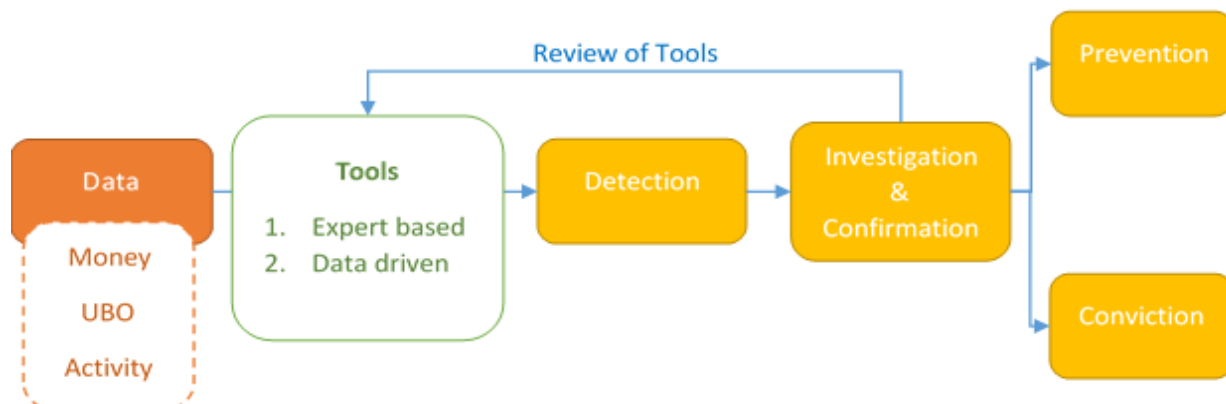 Review of Tools
Prevention
Data
Money
UBO
Activity
Tools
1. Expert based
2. Data driven
Detection
Investigation
&
Confirmation
Conviction